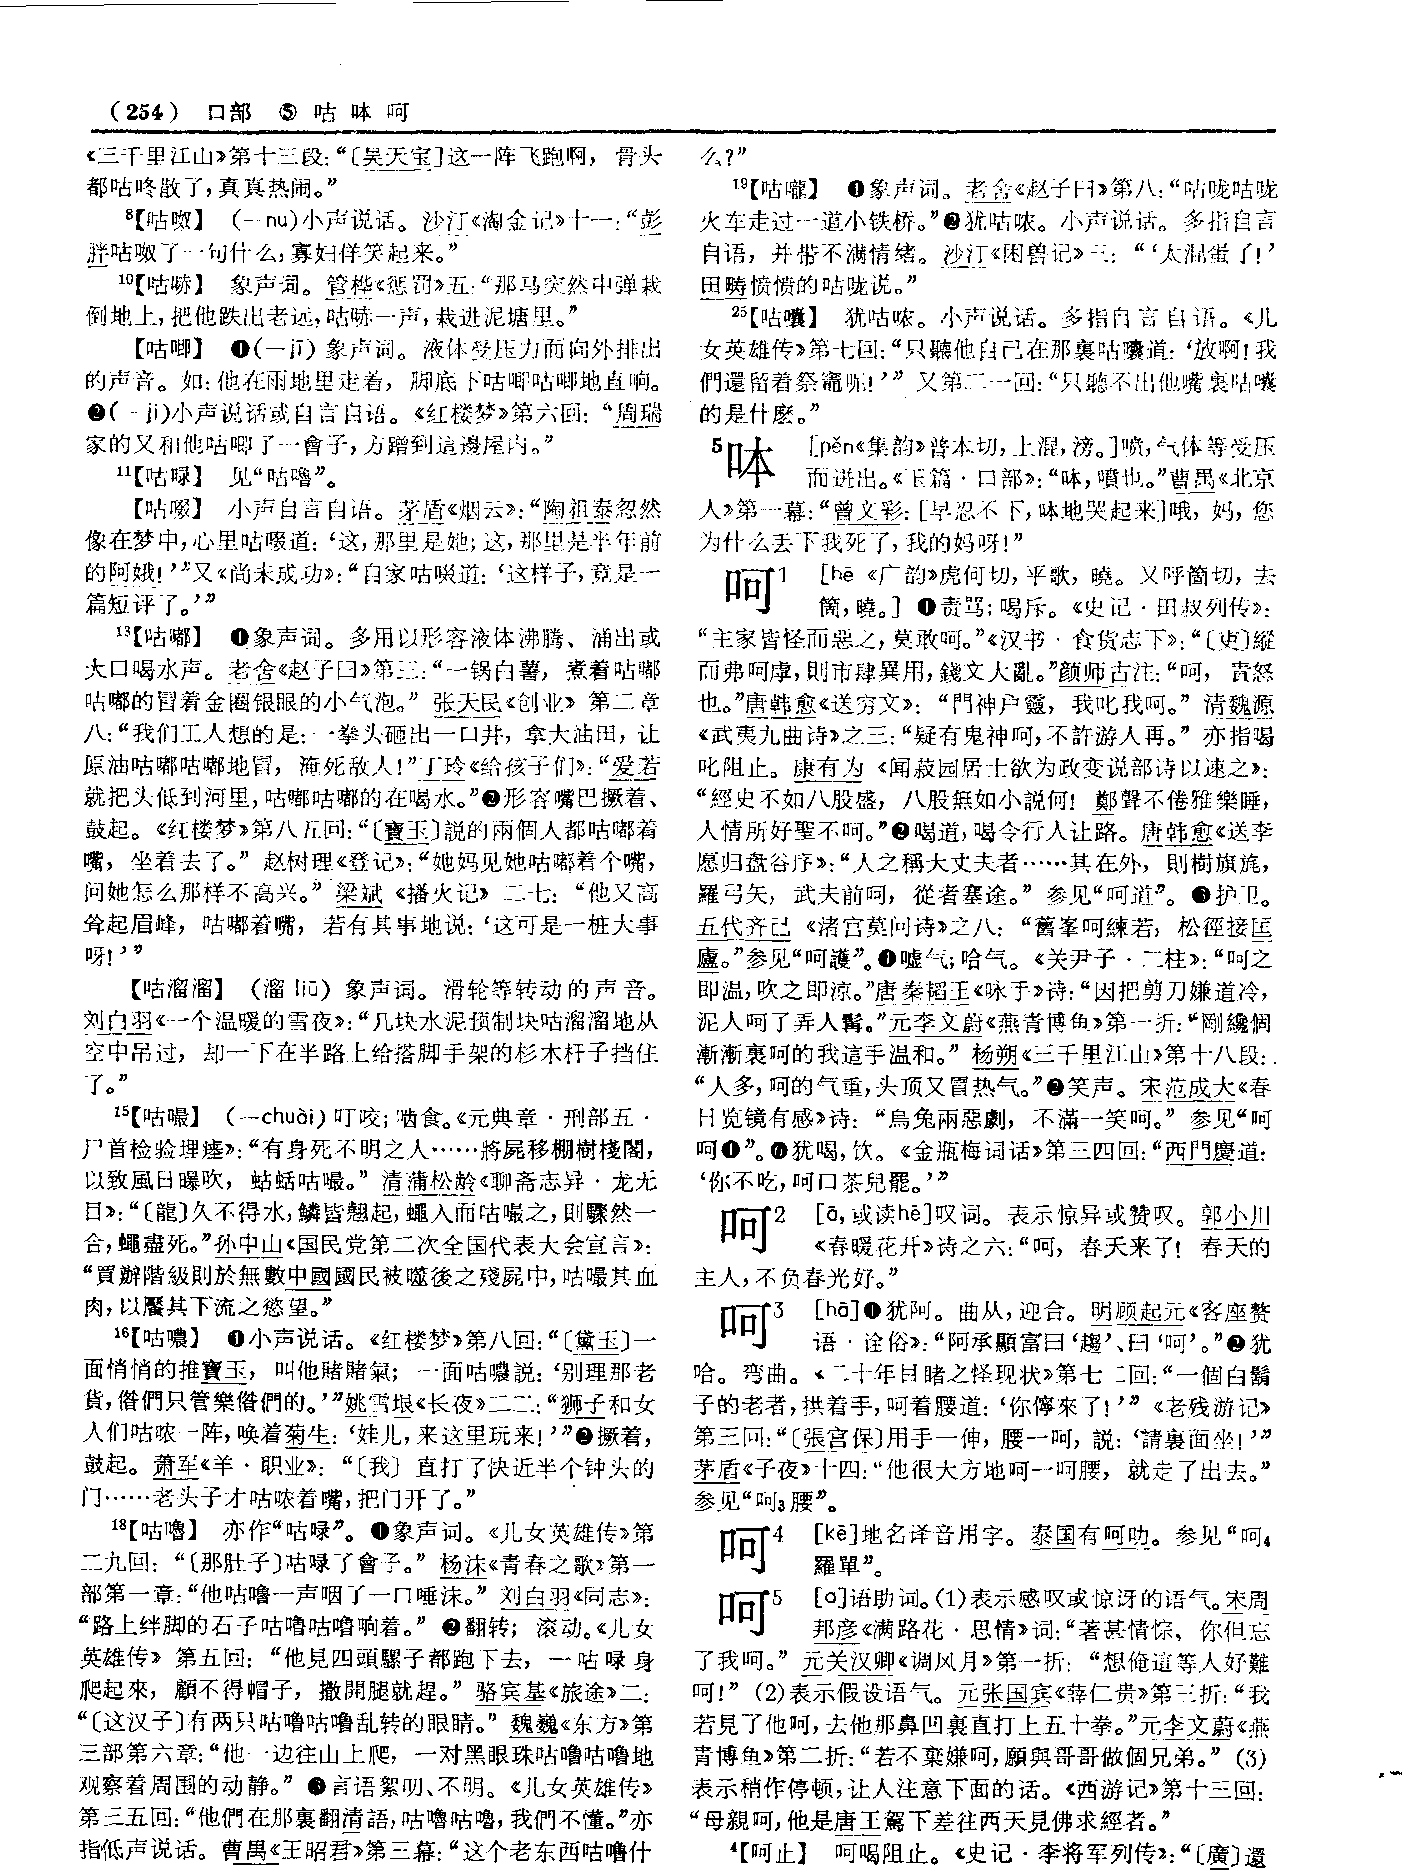 (254) 口部 ⑤ 咕呠呵
《三千里江山》第十三段:“〔吴天宝〕这一阵飞跑啊，骨头
都咕咚散了,真真热闹。”
⁸【咕呶】 (—nu)小声说话。沙汀《淘金记》十一:“彭
胖咕呶了一句什么,寡妇佯笑起来。”
¹⁰【咕哧】 象声词。管桦《惩罚》五:“那马突然中弹栽
倒地上,把他跌出老远,咕哧一声,栽进泥塘里。”
【咕唧】 ❶(—jī) 象声词。液体受压力而向外排出
的声音。如:他在雨地里走着，脚底下咕唧咕唧地直响。
❷(—ji)小声说话或自言自语。《红楼梦》第六回:“周瑞
家的又和他咕唧了一會子,方蹭到這邊屋内。”
¹¹【咕㖨】 见“咕噜”。
【咕啜】 小声自言自语。茅盾《烟云》:“陶祖泰忽然
像在梦中,心里咕啜道:‘这,那里是她;这,那里是半年前
的阿娥!’”又《尚未成功》:“自家咕啜道:‘这样子,竟是一
篇短评了。’”
¹³【咕嘟】 ❶象声词。多用以形容液体沸腾、涌出或
大口喝水声。老舍《赵子曰》第三:“一锅白薯，煮着咕嘟
咕嘟的冒着金圈银眼的小气泡。” 张天民《创业》第二章
八:“我们工人想的是:一拳头砸出一口井，拿大油田，让
原油咕嘟咕嘟地冒，淹死敌人!”丁玲《给孩子们》:“爱若
就把头低到河里,咕嘟咕嘟的在喝水。”❷形容嘴巴撅着、
鼓起。《红楼梦》第八五回:“〔寶玉〕説的兩個人都咕嘟着
嘴，坐着去了。” 赵树理《登记》:“她妈见她咕嘟着个嘴，
问她怎么那样不高兴。” 梁斌《播火记》二七:“他又高
耸起眉峰，咕嘟着嘴，若有其事地说:‘这可是一桩大事
呀!’”
【咕溜溜】 (溜 liū) 象声词。滑轮等转动的声音。
刘白羽《一个温暖的雪夜》:“几块水泥预制块咕溜溜地从
空中吊过，却一下在半路上给搭脚手架的杉木杆子挡住
了。”
¹⁵【咕嘬】 (—chuài)叮咬;啮食。《元典章·刑部五·
尸首检验埋瘗》:“有身死不明之人……將屍移棚樹棧閣，
以致風日曝吹，蛄蛞咕嘬。” 清蒲松龄《聊斋志异·龙无
目》:“〔龍〕久不得水,鱗皆翹起,蠅入而咕嘬之,則驟然一
合,蠅盡死。”孙中山《国民党第二次全国代表大会宣言》:
“買辦階級則於無數中國國民被噬後之殘屍中,咕嘬其血
肉,以饜其下流之慾望。”
¹⁶【咕噥】 ❶小声说话。《红楼梦》第八回:“〔黛玉〕一
面悄悄的推寶玉，叫他賭賭氣；一面咕噥説:‘别理那老
貨,偺們只管樂偺們的。’”姚雪垠《长夜》二二:“狮子和女
人们咕哝一阵,唤着菊生:‘娃儿,来这里玩来!’”❷撅着，
鼓起。萧军《羊·职业》:“〔我〕直打了快近半个钟头的
门……老头子才咕哝着嘴,把门开了。”
¹⁸【咕噜】 亦作“咕㖨”。❶象声词。《儿女英雄传》第
二九回:“〔那肚子〕咕㖨了會子。” 杨沫《青春之歌》第一
部第一章:“他咕噜一声咽了一口唾沫。” 刘白羽《同志》:
“路上绊脚的石子咕噜咕噜响着。” ❷翻转；滚动。《儿女
英雄传》第五回:“他見四頭騾子都跑下去，一咕㖨身
爬起來，顧不得帽子，撒開腿就趕。” 骆宾基《旅途》二:
“〔这汉子〕有两只咕噜咕噜乱转的眼睛。” 魏巍《东方》第
三部第六章:“他一边往山上爬，一对黑眼珠咕噜咕噜地
观察着周围的动静。” ❸言语絮叨、不明。《儿女英雄传》
第三五回:“他們在那裏翻清語,咕噜咕噜,我們不懂。”亦
指低声说话。曹禺《王昭君》第三幕:“这个老东西咕噜什
么?”
¹⁹【咕嚨】 ❶象声词。老舍《赵子曰》第八:“咕咙咕咙
火车走过一道小铁桥。”❷犹咕哝。小声说话。多指自言
自语，并带不满情绪。沙汀《困兽记》三:“‘太混蛋了!’
田畴愤愤的咕咙说。”
²⁵【咕囔】 犹咕哝。小声说话。多指自言自语。《儿
女英雄传》第七回:“只聽他自己在那裏咕囔道:‘放啊!我
們還留着祭竈呢!’” 又第二一回:“只聽不出他嘴裏咕囔
的是什麽。”
⁵呠 [pěn《集韵》普本切,上混,滂。]喷,气体等受压
而迸出。《玉篇·口部》:“呠,噴也。”曹禺《北京
人》第一幕:“曾文彩:[早忍不下,呠地哭起来]哦，妈，您
为什么丢下我死了,我的妈呀!”
呵¹ [hē《广韵》虎何切,平歌,曉。又呼箇切，去
箇,曉。] ❶责骂;喝斥。《史记·田叔列传》:
“主家皆怪而惡之,莫敢呵。”《汉书·食货志下》:“〔吏〕縱
而弗呵虖,則市肆異用,錢文大亂。”颜师古注:“呵，責怒
也。”唐韩愈《送穷文》:“門神户靈，我叱我呵。” 清魏源
《武夷九曲诗》之三:“疑有鬼神呵,不許游人再。” 亦指喝
叱阻止。康有为《闻菽园居士欲为政变说部诗以速之》:
“經史不如八股盛，八股無如小説何! 鄭聲不倦雅樂睡，
人情所好聖不呵。”❷喝道,喝令行人让路。唐韩愈《送李
愿归盘谷序》:“人之稱大丈夫者……其在外，則樹旗旄，
羅弓矢，武夫前呵，從者塞途。” 参见“呵道”。❸护卫。
五代齐己《渚宫莫问诗》之八:“舊峯呵練若，松徑接匡
廬。”参见“呵護”。❹嘘气;哈气。《关尹子·二柱》:“呵之
即温,吹之即凉。”唐秦韬玉《咏手》诗:“因把剪刀嫌道冷，
泥人呵了弄人髯。”元李文蔚《燕青博鱼》第一折:“剛纔個
漸漸裏呵的我這手温和。” 杨朔《三千里江山》第十八段:
“人多,呵的气重,头顶又冒热气。”❺笑声。宋范成大《春
日览镜有感》诗:“烏兔兩惡劇，不滿一笑呵。” 参见“呵
呵❶”。❻犹喝,饮。《金瓶梅词话》第三四回:“西門慶道:
‘你不吃,呵口茶兒罷。’”
呵² [ā,或读hē]叹词。表示惊异或赞叹。郭小川
《春暖花开》诗之六:“呵，春天来了! 春天的
主人,不负春光好。”
呵³ [hā]❶犹阿。曲从,迎合。明顾起元《客座赘
语·诠俗》:“阿承顯富曰‘趨’、曰‘呵’。”❷犹
哈。弯曲。《二十年目睹之怪现状》第七二回:“一個白鬚
子的老者,拱着手,呵着腰道:‘你儜來了!’”《老残游记》
第三回:“〔張宫保〕用手一伸，腰一呵，説:‘請裏面坐!’”
茅盾《子夜》十四:“他很大方地呵一呵腰，就走了出去。”
参见“呵₃腰”。
呵⁴ [kē]地名译音用字。泰国有呵叻。参见“呵₄
羅單”。
呵⁵ [a]语助词。(1)表示感叹或惊讶的语气。宋周
邦彦《满路花·思情》词:“著甚情悰，你但忘
了我呵。” 元关汉卿《调风月》第一折:“想俺這等人好難
呵!” (2)表示假设语气。元张国宾《薛仁贵》第三折:“我
若見了他呵,去他那鼻凹裏直打上五十拳。”元李文蔚《燕
青博鱼》第二折:“若不棄嫌呵,願與哥哥做個兄弟。” (3)
表示稍作停顿,让人注意下面的话。《西游记》第十三回:
“母親呵,他是唐王駕下差往西天見佛求經者。”
⁴【呵止】 呵喝阻止。《史记·李将军列传》:“〔廣〕還